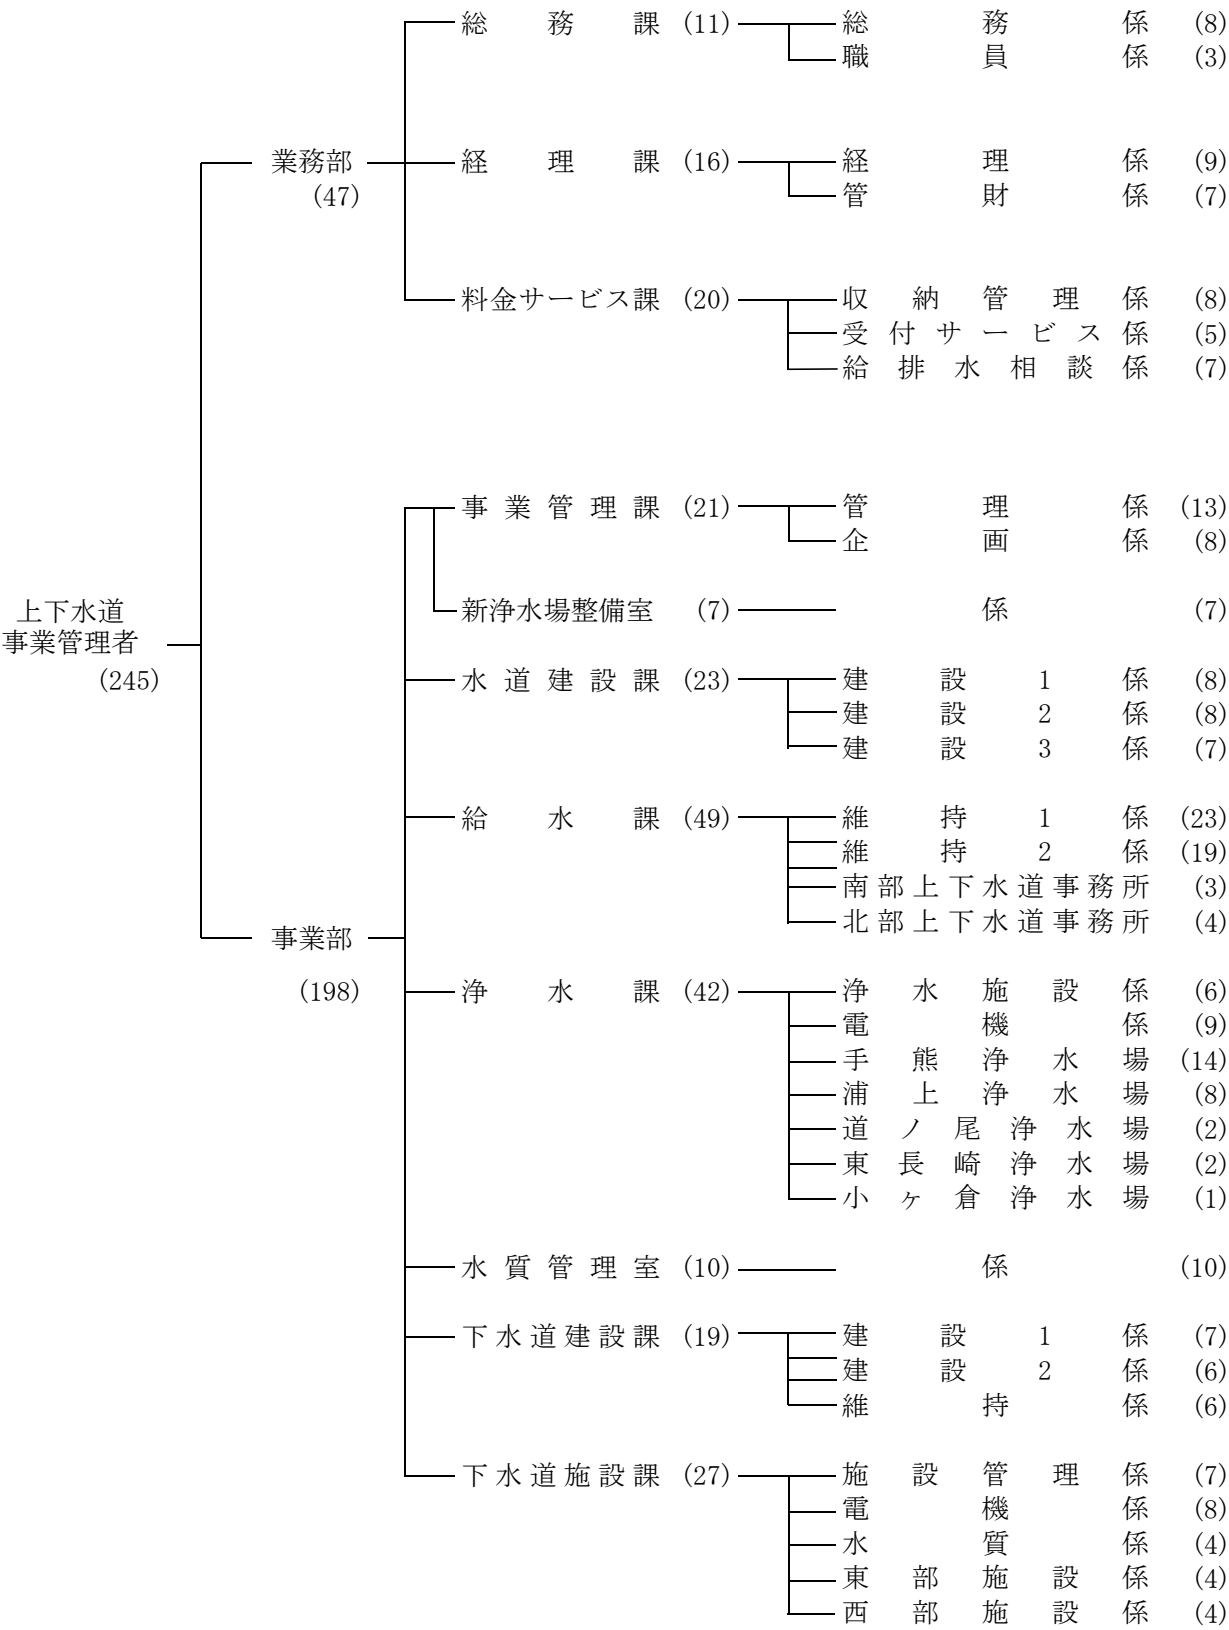 総務課 (11) 総務係 (8)
職員係 (3)
業務部 経理課 (16) 経理係 (9)
(47) 管財係 (7)
料金サービス課 (20) 収納管理係 (8)
受付サービス係 (5)
給排水相談係 (7)
事業管理課 (21) 管理係 (13)
企画係 (8)
上下水道
事業管理者
(245)
新浄水場整備室 (7) 係 (7)
水道建設課 (23) 建設1係 (8)
建設2係 (8)
建設3係 (7)
給水課 (49) 維持1係 (23)
維持2係 (19)
南部上下水道事務所 (3)
北部上下水道事務所 (4)
事業部
(198)
浄水課 (42) 浄水施設係 (6)
電機係 (9)
手熊浄水場 (14)
浦上浄水場 (8)
道ノ尾浄水場 (2)
東長崎浄水場 (2)
小ヶ倉浄水場 (1)
水質管理室 (10) 係 (10)
下水道建設課 (19) 建設1係 (7)
建設2係 (6)
維持係 (6)
下水道施設課 (27) 施設管理係 (7)
電機係 (8)
水質係 (4)
東部施設係 (4)
西部施設係 (4)